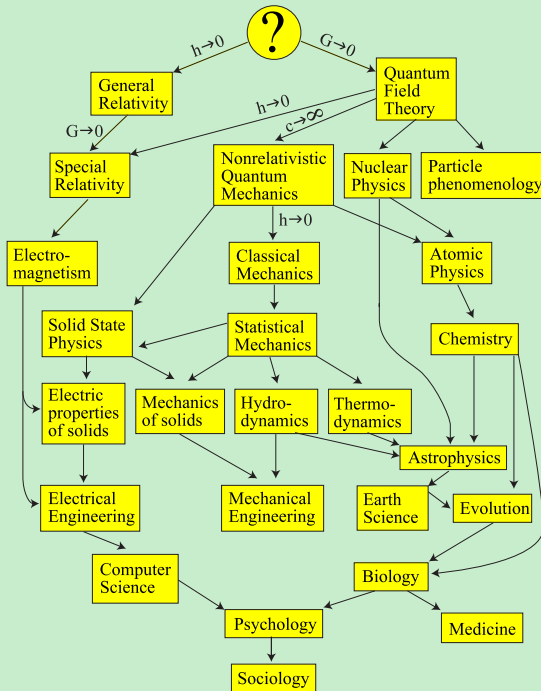 ?
h→0
G→0
General
Relativity
Quantum
Field
Theory
G→0
h→0
c→∞
Special
Relativity
Nonrelativistic
Quantum
Mechanics
Nuclear
Physics
Particle
phenomenology
h→0
Electro-
magnetism
Classical
Mechanics
Atomic
Physics
Solid State
Physics
Statistical
Mechanics
Chemistry
Electric
properties
of solids
Mechanics
of solids
Hydro-
dynamics
Thermo-
dynamics
Astrophysics
Electrical
Engineering
Mechanical
Engineering
Earth
Science
Evolution
Computer
Science
Biology
Psychology
Medicine
Sociology